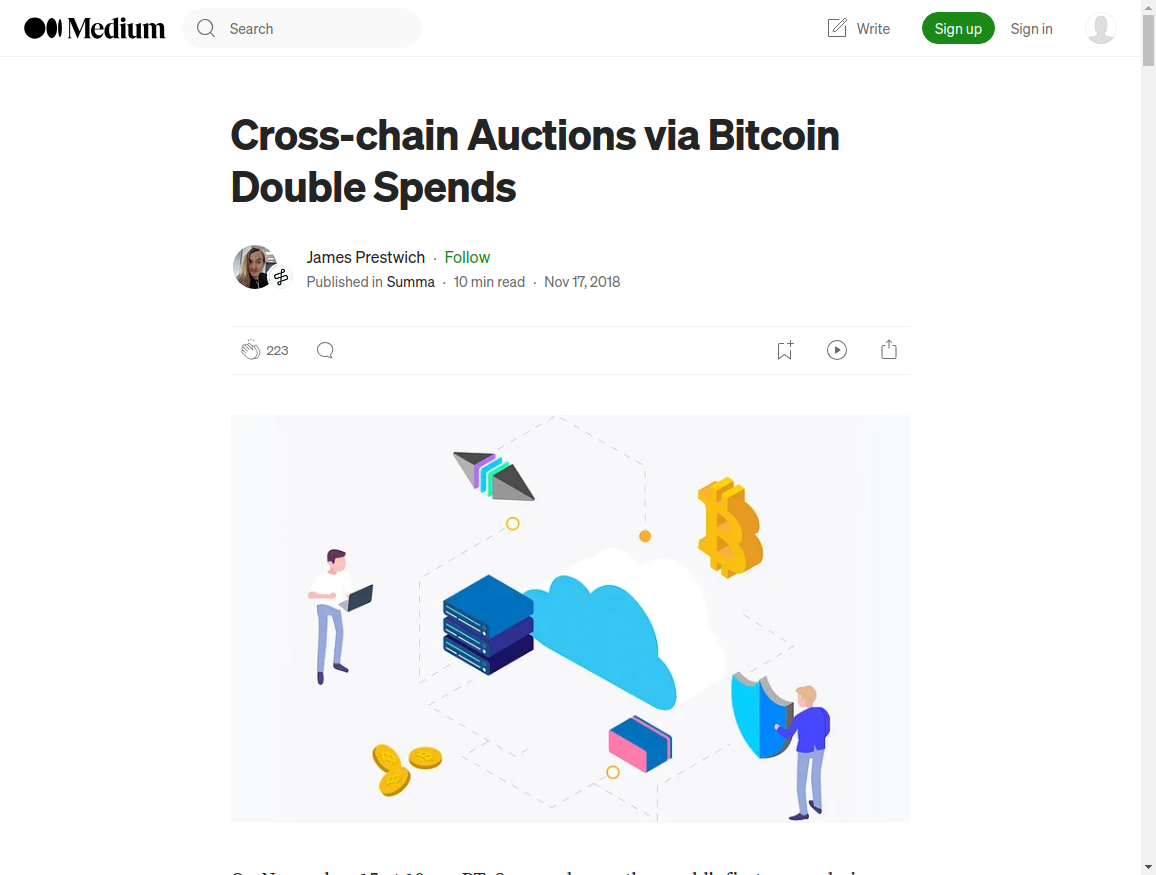 Medium
Search
Write
Sign up
Sign in
Cross-chain Auctions via Bitcoin
Double Spends
James Prestwich · Follow
Published in Summa · 10 min read · Nov 17, 2018
223